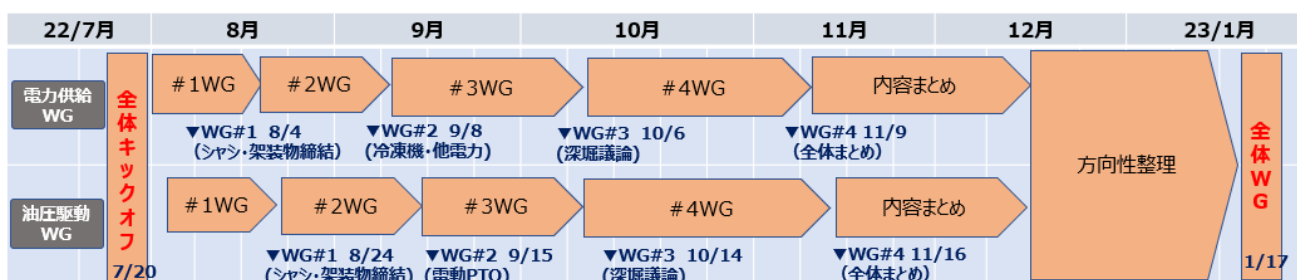 22/7月
8月
9月
10月
11月
12月
23/1月
電力供給
WG
全体キックオフ
7/20
#1WG
#2WG
#3WG
#4WG
内容まとめ
▼WG#1 8/4
(シャシ・架装物締結)
▼WG#2 9/8
(冷凍機・他電力)
▼WG#3 10/6
(深堀議論)
▼WG#4 11/9
(全体まとめ)
方向性整理
全体WG
1/17
油圧駆動
WG
#1WG
#2WG
#3WG
#4WG
内容まとめ
▼WG#1 8/24
(シャシ・架装物締結)
▼WG#2 9/15
(電動PTO)
▼WG#3 10/14
(深堀議論)
▼WG#4 11/16
(全体まとめ)